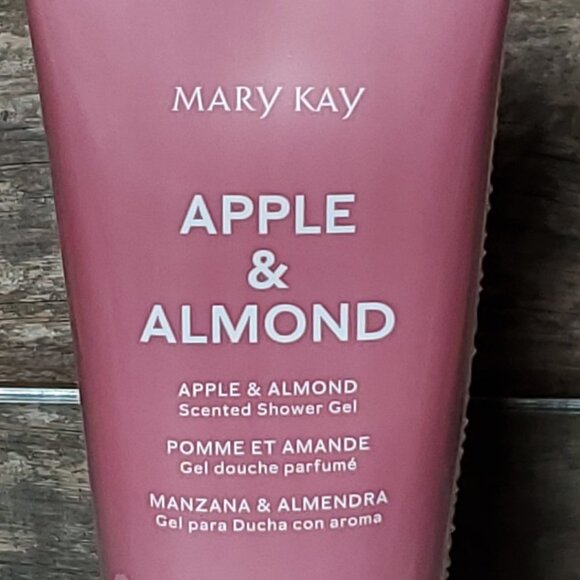 MARY KAY
APPLE
&
ALMOND
APPLE & ALMOND
Scented Shower Gel
POMME ET AMANDE
Gel douche parfumé
MANZANA & ALMENDRA
Gel para Ducha con aroma